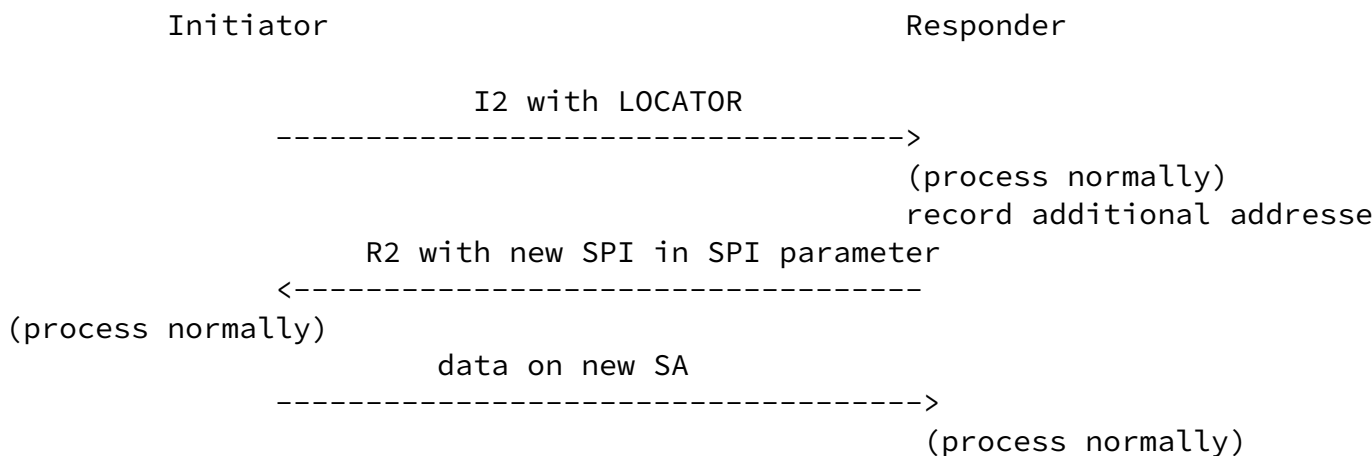 Initiator Responder
I2 with LOCATOR
----------------------------------->
(process normally)
record additional addresse
R2 with new SPI in SPI parameter
<-----------------------------------
(process normally)
data on new SA
------------------------------------>
(process normally)